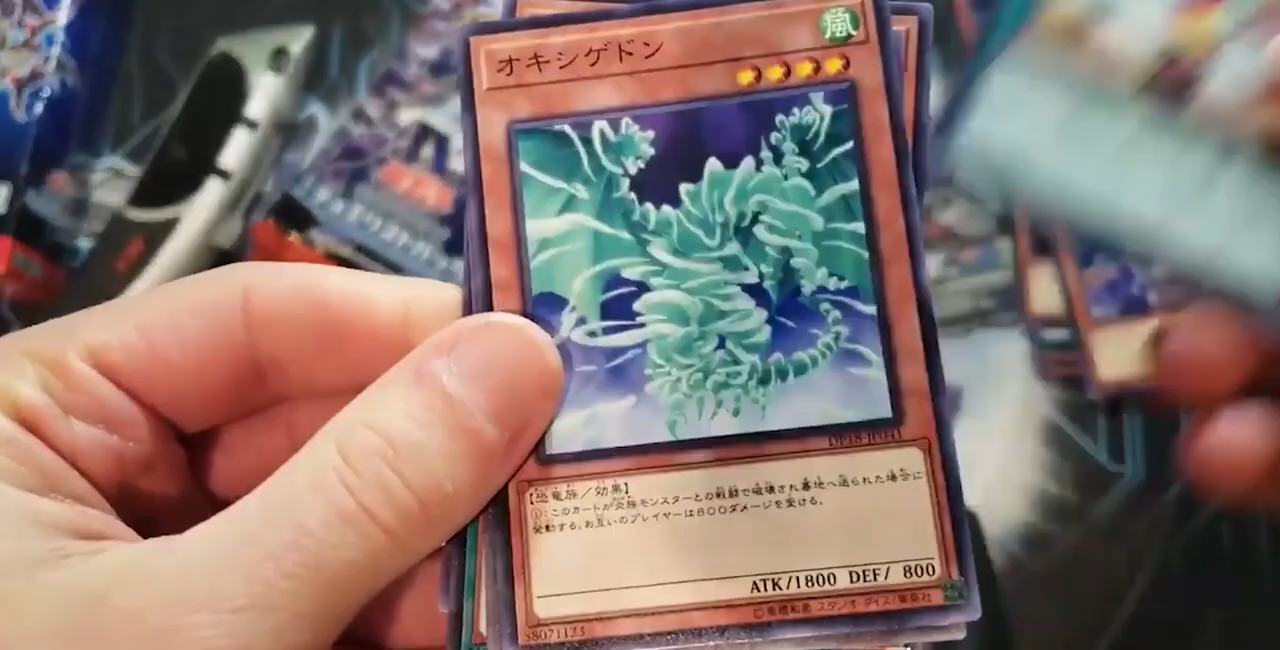 オキシゲドン
風
DP18-JP041
【恐竜族/効果】
①:このカードが炎族モンスターとの戦闘で破壊され墓地へ送られた場合に
発動する。お互いのプレイヤーは800ダメージを受ける。
ATK/1800 DEF/ 800
58071123
©高橋和希 スタジオ・ダイス/集英社